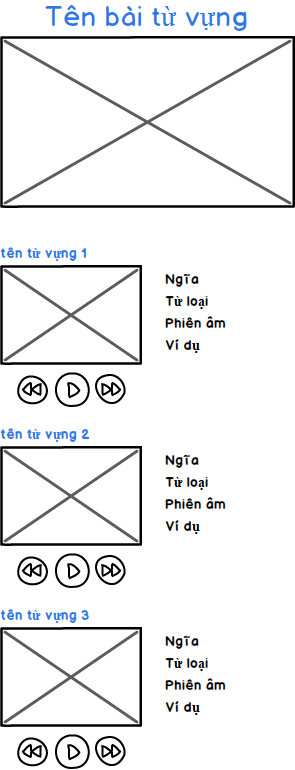 Tên bài từ vựng
tên từ vựng 1
Ngĩa
Từ loại
Phiên âm
Ví dụ
tên từ vựng 2
Ngĩa
Từ loại
Phiên âm
Ví dụ
tên từ vựng 3
Ngĩa
Từ loại
Phiên âm
Ví dụ